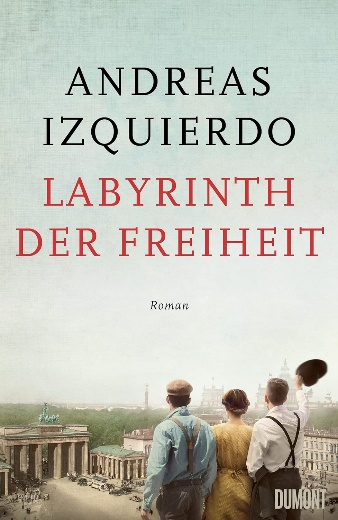 ANDREAS
IZQUIERDO
LABYRINTH
DER FREIHEIT
Roman
DUMONT